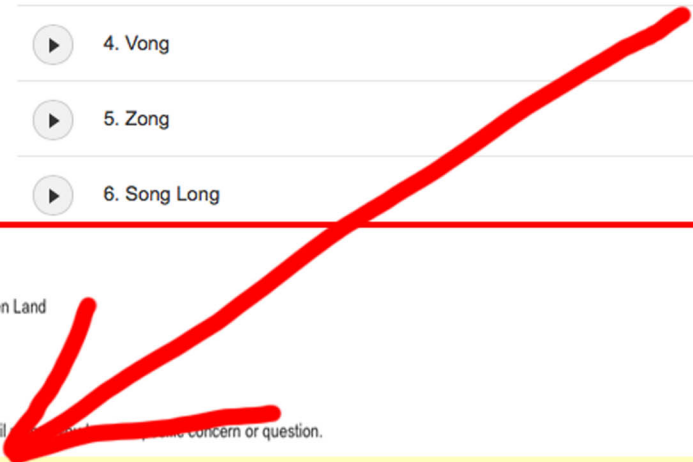 4. Vong
5. Zong
6. Song Long
n Land
concern or question.